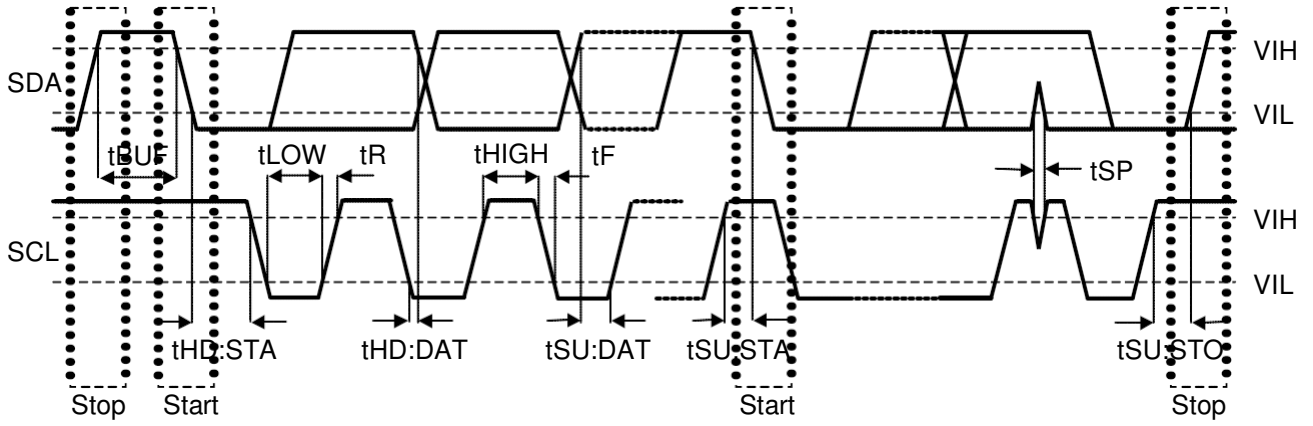 VIH
SDA
VIL
tBUF
tLOW
tR
tHIGH
tF
tSP
VIH
SCL
VIL
tHD:STA
tHD:DAT
tSU:DAT
tSU:STA
tSU:STO
Stop
Start
Start
Stop